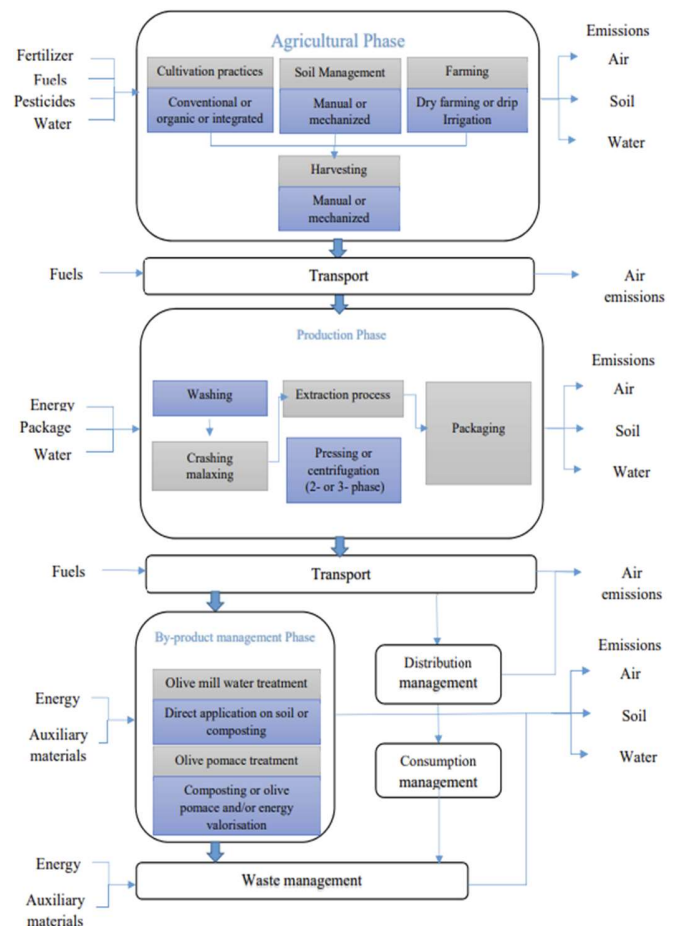 Agricultural Phase
Fertilizer
Fuels
Pesticides
Water
Cultivation practices
Conventional or
organic or integrated
Soil Management
Manual or
mechanized
Farming
Dry farming or drip
Irrigation
Harvesting
Manual or
mechanized
Emissions
Air
Soil
Water
Fuels
Transport
Air
emissions
Production Phase
Energy
Package
Water
Washing
Crashing
malaxing
Extraction process
Pressing or
centrifugation
(2- or 3- phase)
Packaging
Emissions
Air
Soil
Water
Fuels
Transport
Air
emissions
By-product management Phase
Energy
Auxiliary
materials
Olive mill water treatment
Direct application on soil or
composting
Olive pomace treatment
Composting or olive
pomace and/or energy
valorisation
Distribution
management
Consumption
management
Emissions
Air
Soil
Water
Energy
Auxiliary
materials
Waste management